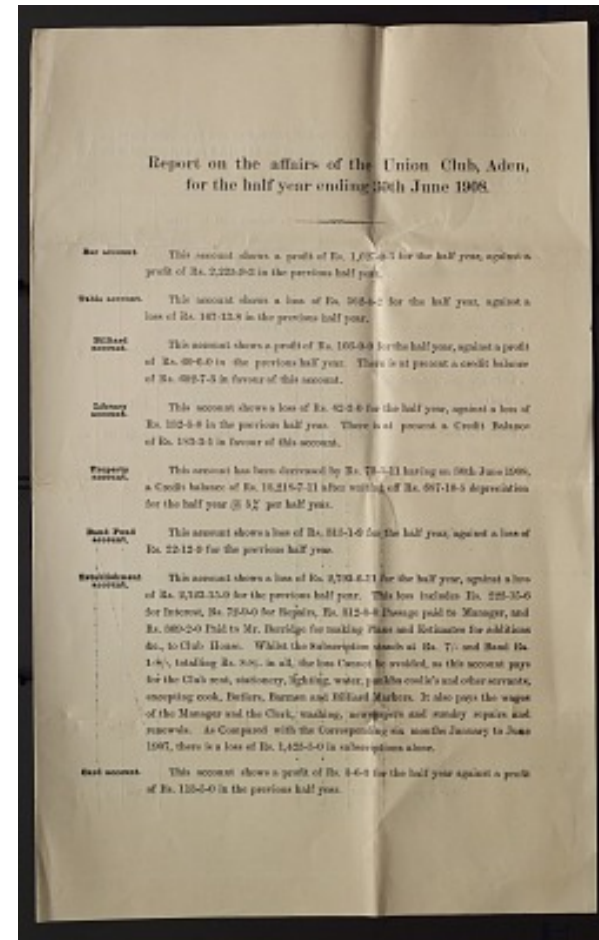 Report on the affairs of the Union Club, Aden,
for the half year ending 30th June 1908.
Bar account.
This account shows a profit of Rs. for the half year, against a
profit of Rs. 2,225-9-2 in the previous half year.
Table account.
This account shows a loss of Rs. for the half year, against a
loss of Rs. 167-12-8 in the previous half year.
Billiard
account.
This account shows a profit of Rs. for the half year, against a profit
of Rs. in the previous half year. There is at present a credit balance
of Rs. in favour of this account.
Library
account.
This account shows a loss of Rs. for the half year, against a loss of
Rs. in the previous half year. There is at present a Credit Balance
of Rs. in favour of this account.
Property
account.
This account has been decreased by Rs. having on 30th June 1908,
a Credit balance of Rs. after writing off Rs. depreciation
for the half year @ 5% per half year.
Band Fund
account.
This account shows a loss of Rs. for the half year, against a loss of
Rs. 22-12-9 for the previous half year.
Establishment
account.
This account shows a loss of Rs. for the half year, against a loss
of Rs. for the previous half year. This loss includes Rs.
for Interest, Rs. for Repairs, Rs. Passage paid to Manager, and
Rs. Paid to Mr. for making Plans and Estimates for additions
&c., to Club House. Whilst the Subscription stands at Rs. 7/- and Band Re.
totalling Rs. in all, the loss Cannot be avoided, as this account pays
for the Club rent, stationery, lighting, water, punkha coolie's and other servants,
excepting cook, Butlers, Barman and Billiard Markers. It also pays the wages
of the Manager and the Clerk, washing, newspapers and sundry repairs and
renewals. As Compared with the Corresponding six months January to June
1907, there is a loss of Rs. in subscriptions alone.
Card account.
This account shows a profit of Rs. for the half year against a profit
of Rs. in the previous half year.